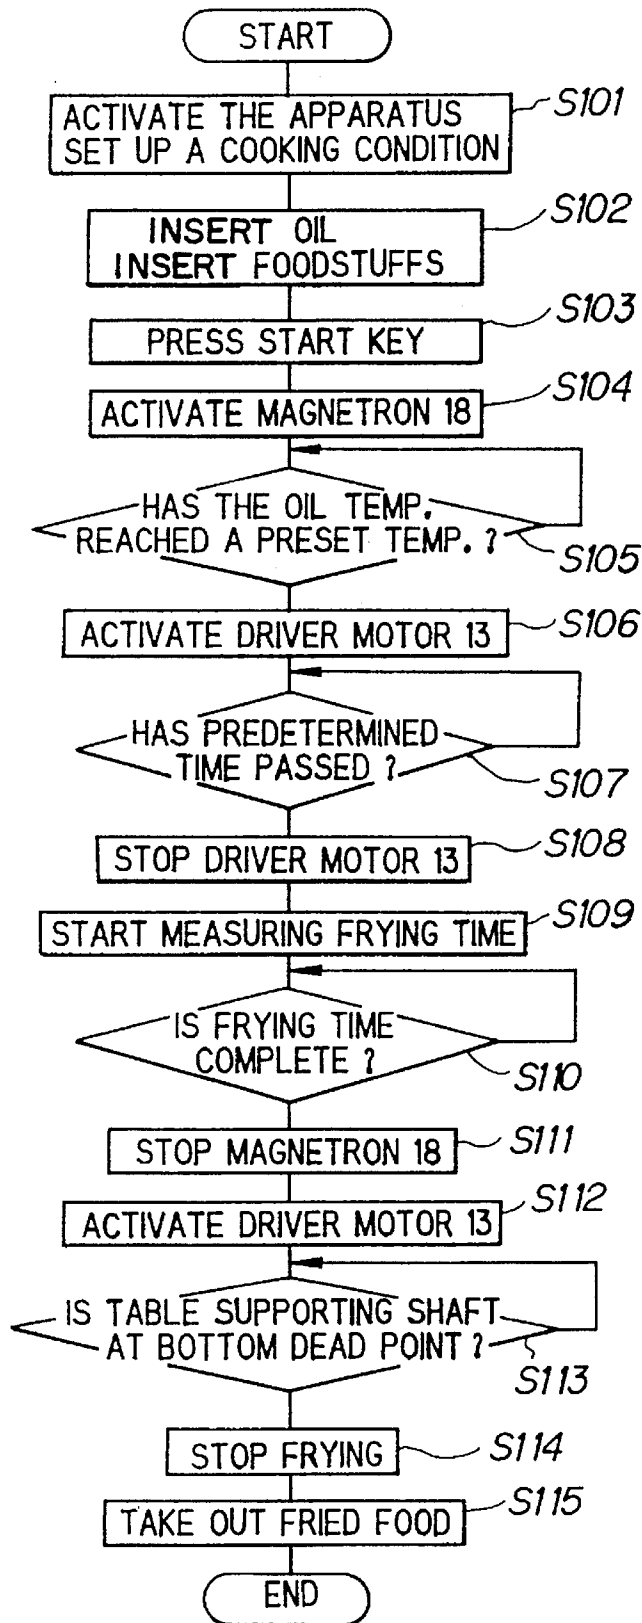 START
ACTIVATE THE APPARATUS
SET UP A COOKING CONDITION
S101
INSERT OIL
INSERT FOODSTUFFS
S102
PRESS START KEY
S103
ACTIVATE MAGNETRON 18
S104
HAS THE OIL TEMP.
REACHED A PRESET TEMP. ?
S105
ACTIVATE DRIVER MOTOR 13
S106
HAS PREDETERMINED
TIME PASSED ?
S107
STOP DRIVER MOTOR 13
S108
START MEASURING FRYING TIME
S109
IS FRYING TIME
COMPLETE ?
S110
STOP MAGNETRON 18
S111
ACTIVATE DRIVER MOTOR 13
S112
IS TABLE SUPPORTING SHAFT
AT BOTTOM DEAD POINT ?
S113
STOP FRYING
S114
TAKE OUT FRIED FOOD
S115
END